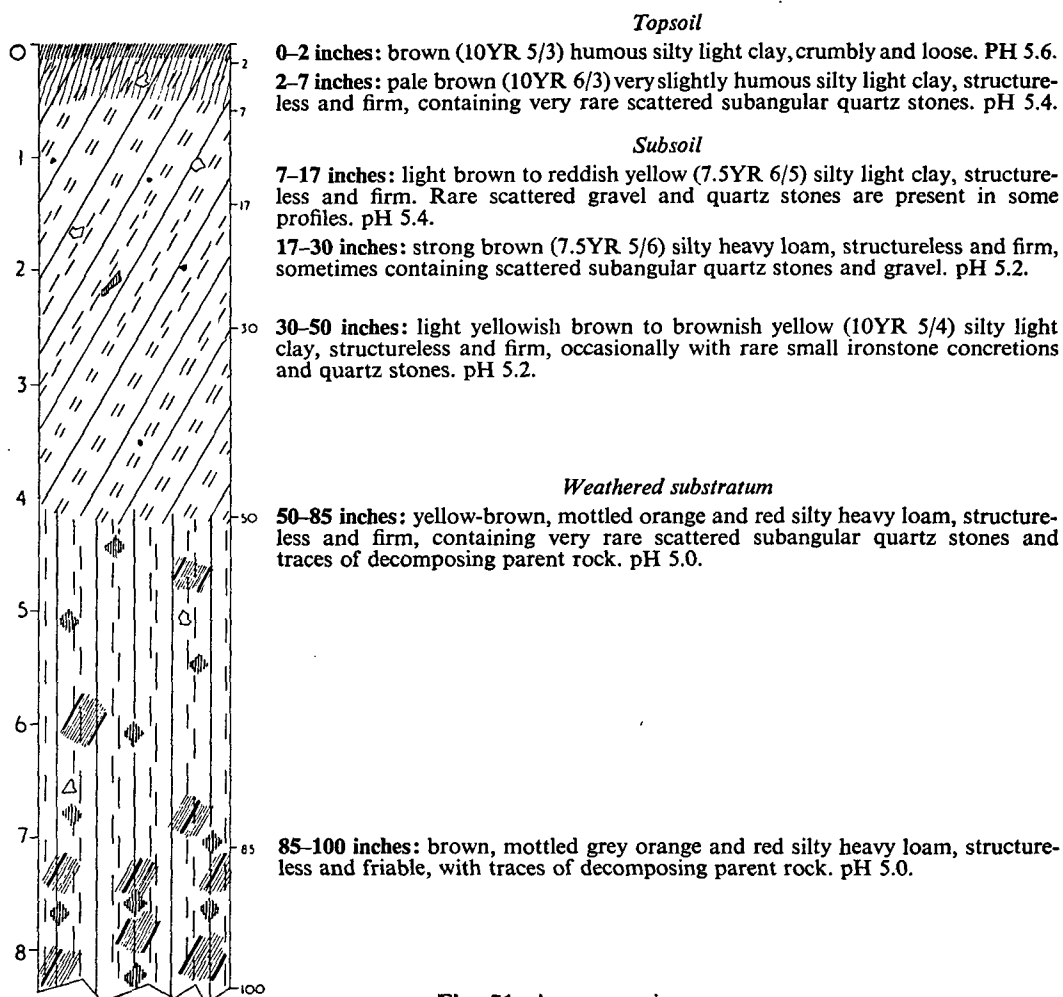 Topsoil
0–2 inches: brown (10YR 5/3) humous silty light clay, crumbly and loose. PH 5.6.
2–7 inches: pale brown (10YR 6/3) very slightly humous silty light clay, structure-
less and firm, containing very rare scattered subangular quartz stones. pH 5.4.
Subsoil
7–17 inches: light brown to reddish yellow (7.5YR 6/5) silty light clay, structure-
less and firm. Rare scattered gravel and quartz stones are present in some
profiles. pH 5.4.
17–30 inches: strong brown (7.5YR 5/6) silty heavy loam, structureless and firm,
sometimes containing scattered subangular quartz stones and gravel. pH 5.2.
30–50 inches: light yellowish brown to brownish yellow (10YR 5/4) silty light
clay, structureless and firm, occasionally with rare small ironstone concretions
and quartz stones. pH 5.2.
Weathered substratum
50–85 inches: yellow-brown, mottled orange and red silty heavy loam, structure-
less and firm, containing very rare scattered subangular quartz stones and
traces of decomposing parent rock. pH 5.0.
85–100 inches: brown, mottled grey orange and red silty heavy loam, structure-
less and friable, with traces of decomposing parent rock. pH 5.0.
0
1
2
3
4
5
6
7
8
2
7
17
30
50
85
100